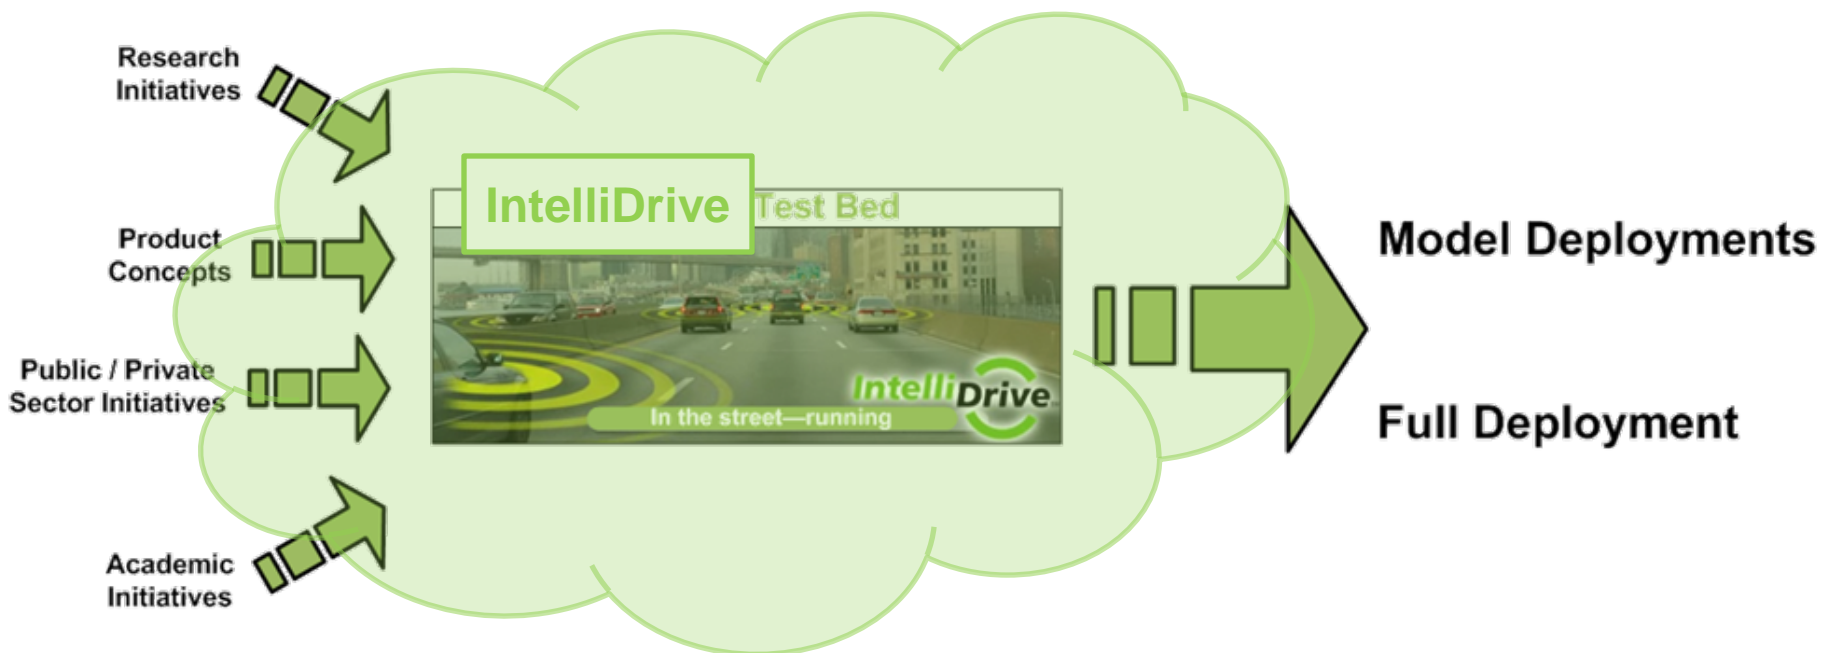 Research
Initiatives
Product
Concepts
Public / Private
Sector Initiatives
Academic
Initiatives
IntelliDrive Test Bed
IntelliDrive
In the street—running
Model Deployments
Full Deployment